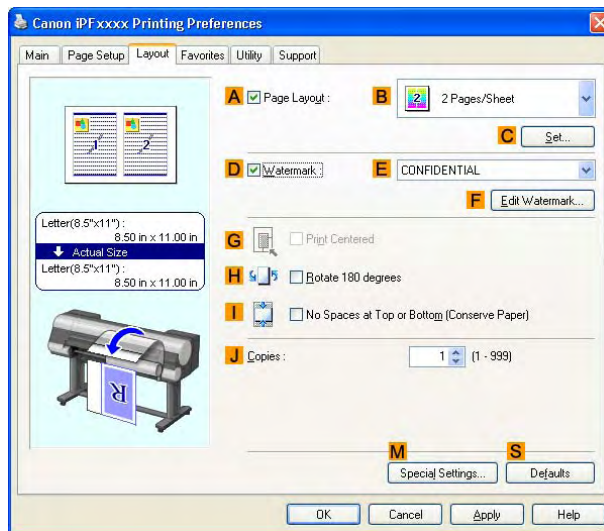 Canon iPFxxxx Printing Preferences
Main Page Setup Layout Favorites Utility Support
A Page Layout : B 2 2 Pages/Sheet
1 2
C Set...
D Watermark : E CONFIDENTIAL
F Edit Watermark...
Letter(8.5"x11") :
8.50 in x 11.00 in
Actual Size
Letter(8.5"x11") :
8.50 in x 11.00 in
G Print Centered
H Rotate 180 degrees
I No Spaces at Top or Bottom (Conserve Paper)
J Copies : 1 (1 - 999)
R
M S
Special Settings... Defaults
OK Cancel Apply Help